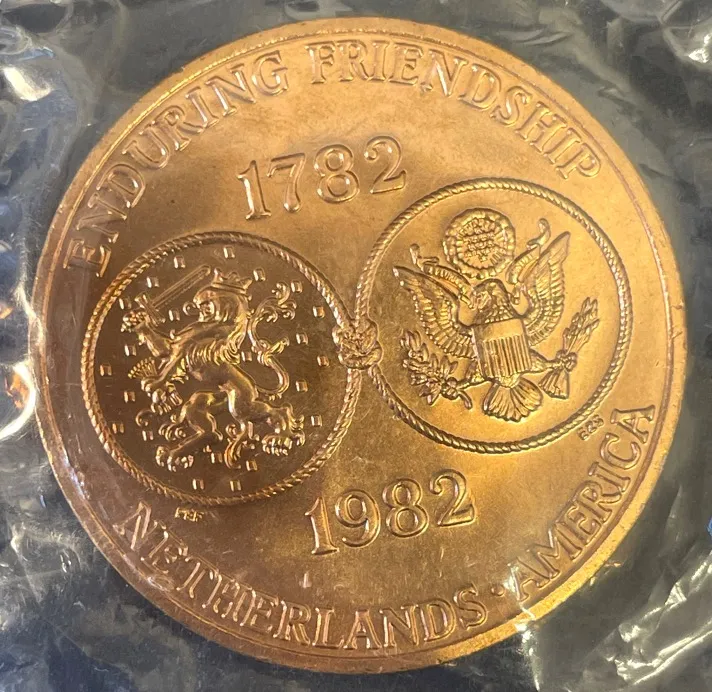 ENDURING FRIENDSHIP
1782
1982
NETHERLANDS · AMERICA